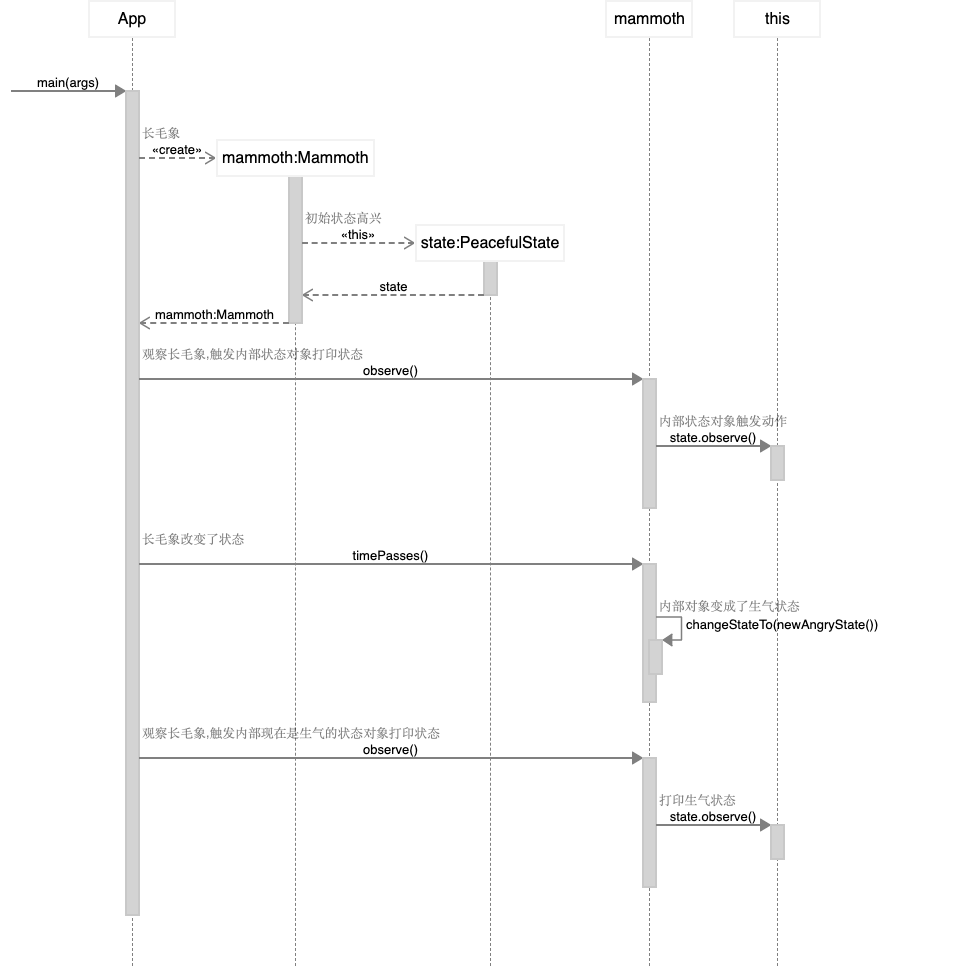 App
mammoth
this
main(args)
长毛象
«create»
mammoth:Mammoth
初始状态高兴
«this»
state:PeacefulState
state
mammoth:Mammoth
观察长毛象,触发内部状态对象打印状态
observe()
内部状态对象触发动作
state.observe()
长毛象改变了状态
timePasses()
内部对象变成了生气状态
changeStateTo(newAngryState())
观察长毛象,触发内部现在是生气的状态对象打印状态
observe()
打印生气状态
state.observe()